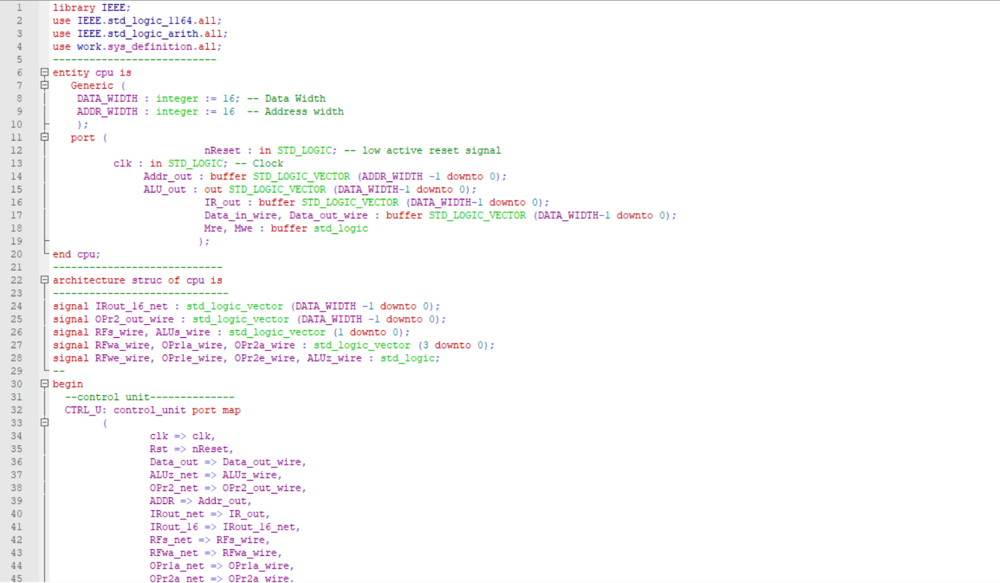 1 library IEEE;
2 use IEEE.std_logic_1164.all;
3 use IEEE.std_logic_arith.all;
4 use work.sys_definition.all;
5 ---------------------------
6 entity cpu is
7 Generic (
8 DATA_WIDTH : integer := 16; -- Data Width
9 ADDR_WIDTH : integer := 16 -- Address width
10 );
11 port (
12 nReset : in STD_LOGIC; -- low active reset signal
13 clk : in STD_LOGIC; -- Clock
14 Addr_out : buffer STD_LOGIC_VECTOR (ADDR_WIDTH -1 downto 0);
15 ALU_out : out STD_LOGIC_VECTOR (DATA_WIDTH-1 downto 0);
16 IR_out : buffer STD_LOGIC_VECTOR (DATA_WIDTH-1 downto 0);
17 Data_in_wire, Data_out_wire : buffer STD_LOGIC_VECTOR (DATA_WIDTH-1 downto 0);
18 Mre, Mwe : buffer std_logic
19 );
20 end cpu;
21 ----------------------------
22 architecture struc of cpu is
23 -----------------------------
24 signal IRout_16_net : std_logic_vector (DATA_WIDTH -1 downto 0);
25 signal OPr2_out_wire : std_logic_vector (DATA_WIDTH -1 downto 0);
26 signal RFs_wire, ALUs_wire : std_logic_vector (1 downto 0);
27 signal RFwa_wire, OPr1a_wire, OPr2a_wire : std_logic_vector (3 downto 0);
28 signal RFwe_wire, OPr1e_wire, OPr2e_wire, ALUz_wire : std_logic;
29 --
30 begin
31 --control unit--------------
32 CTRL_U: control_unit port map
33 (
34 clk => clk,
35 Rst => nReset,
36 Data_out => Data_out_wire,
37 ALUz_net => ALUz_wire,
38 OPr2_net => OPr2_out_wire,
39 ADDR => Addr_out,
40 IRout_net => IR_out,
41 IRout_16 => IRout_16_net,
42 RFs_net => RFs_wire,
43 RFwa_net => RFwa_wire,
44 OPr1a_net => OPr1a_wire,
45 OPr2a_net => OPr2a_wire,